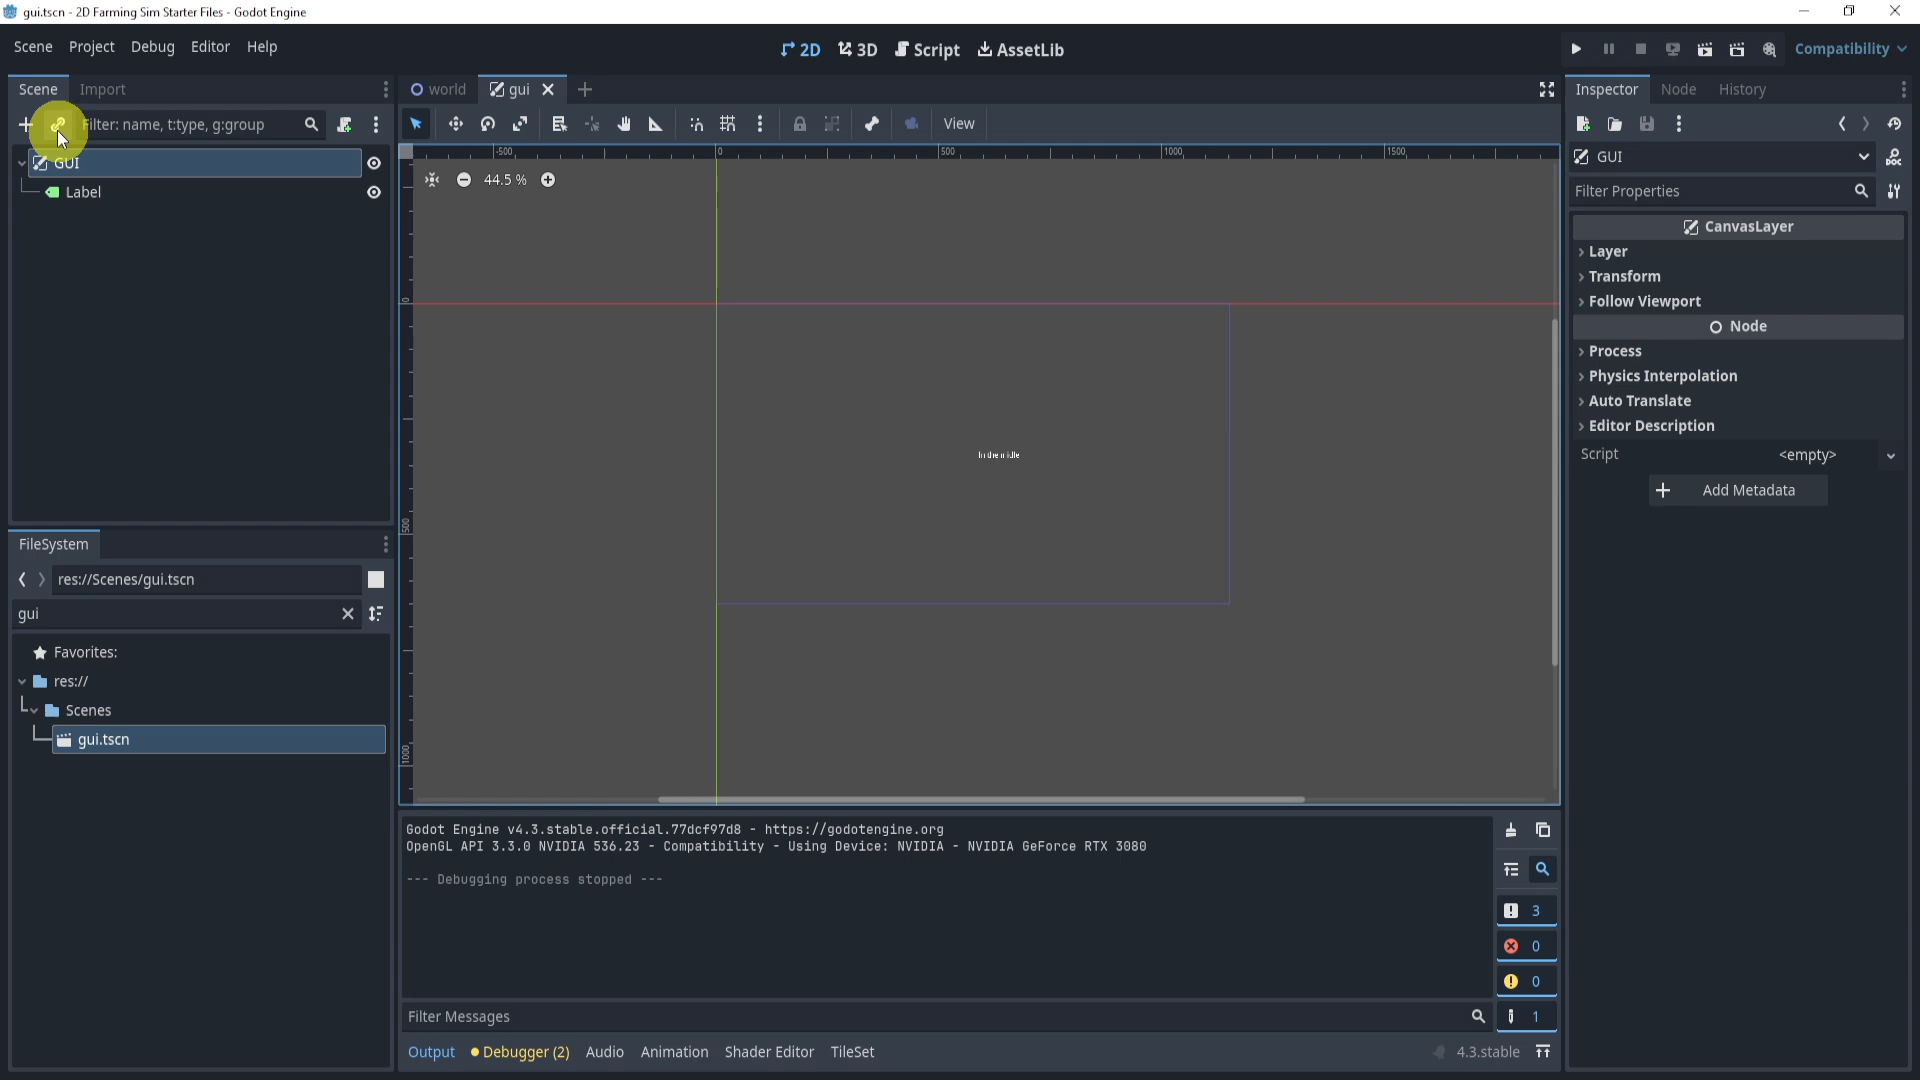 gui.tscn - 2D Farming Sim Starter Files - Godot Engine
Scene Project Debug Editor Help
2D 3D Script AssetLib
Compatibility
Scene Import
world gui
Inspector Node History
Filter: name, t:type, g:group
View
GUI
Label
-500 0 500 1000 1500
44.5 %
GUI
Filter Properties
CanvasLayer
Layer
Transform
Follow Viewport
Node
Process
Physics Interpolation
Auto Translate
Editor Description
Script <empty>
Add Metadata
0
500
1000
In the
FileSystem
res://Scenes/gui.tscn
gui
Favorites:
res://
Scenes
gui.tscn
Godot Engine v4.3.stable.official.77dcf97d8 - https://godotengine.org
OpenGL API 3.3.0 NVIDIA 536.23 - Compatibility - Using Device: NVIDIA - NVIDIA GeForce RTX 3080
--- Debugging process stopped ---
3
0
0
1
Filter Messages
Output Debugger (2) Audio Animation Shader Editor TileSet
4.3.stable